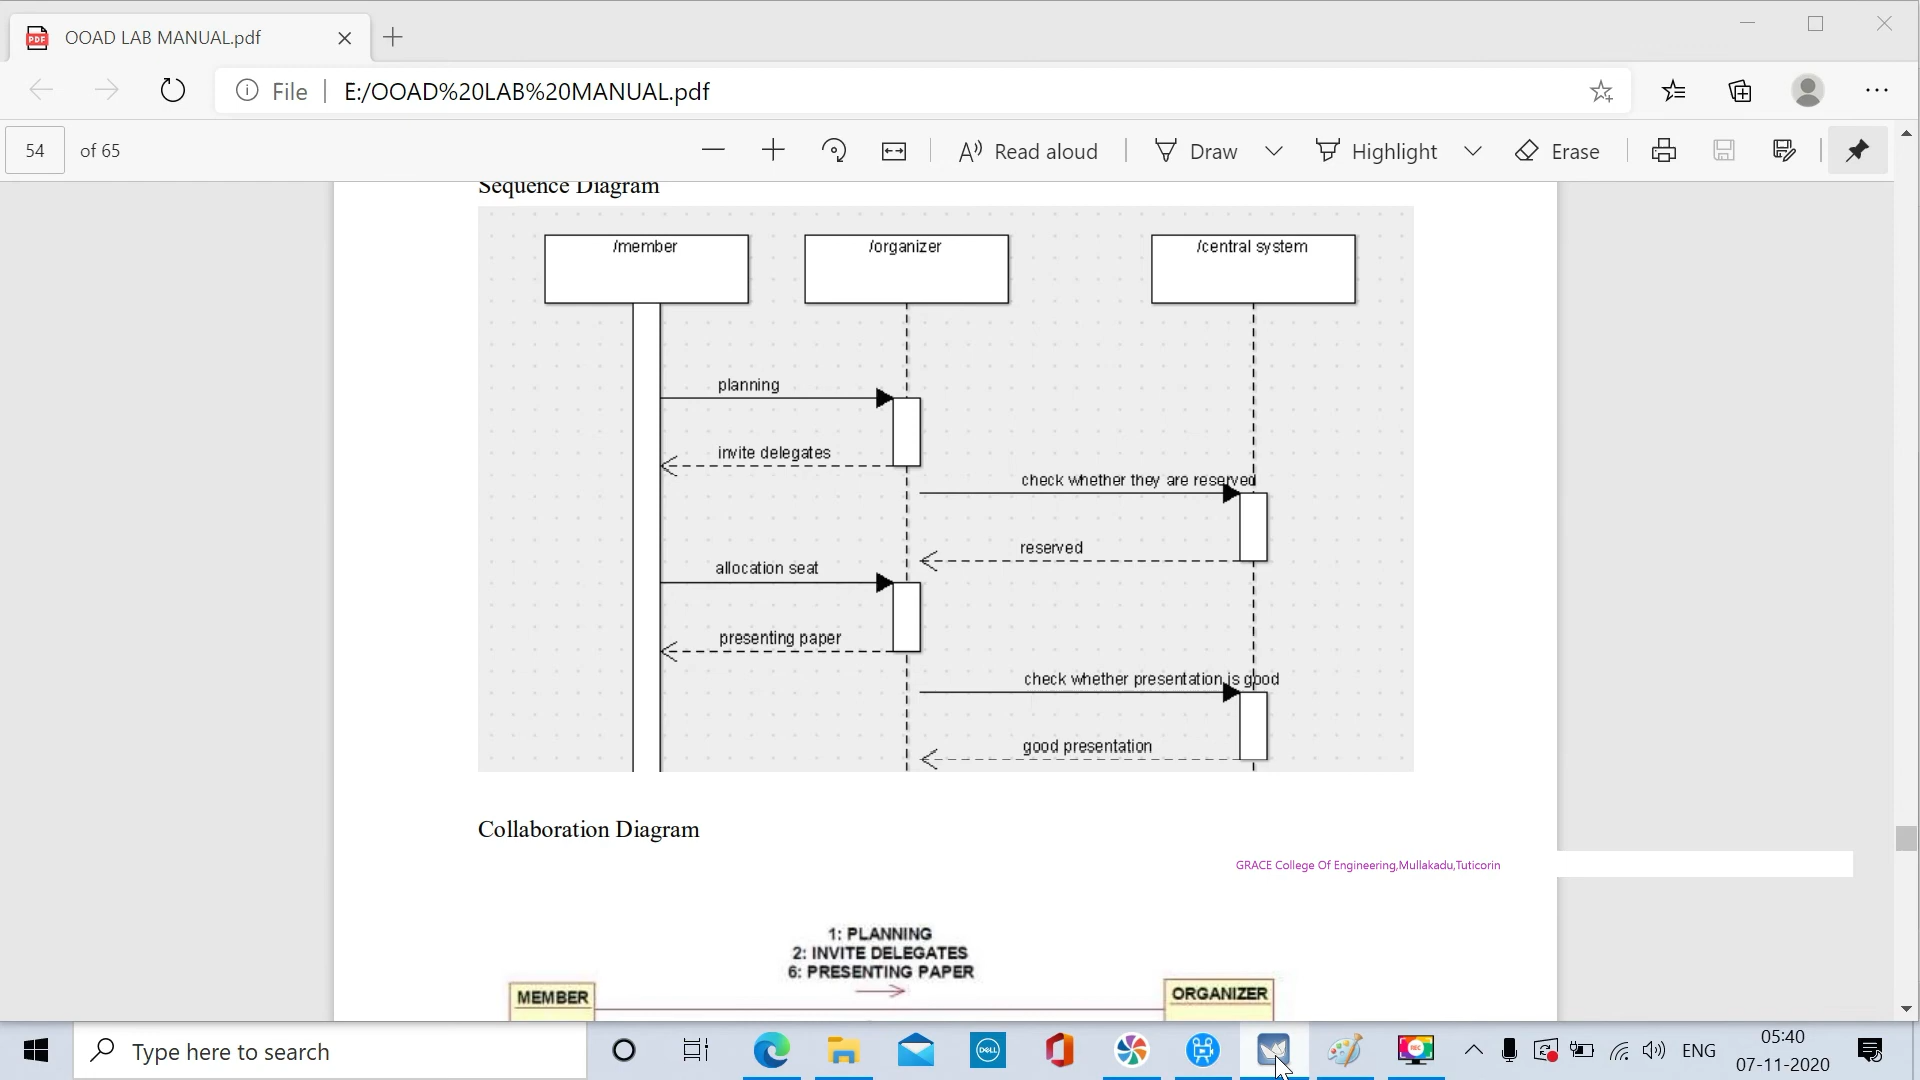 OOAD LAB MANUAL.pdf
File
E:/OOAD%20LAB%20MANUAL.pdf
54
of 65
Read aloud
Draw
Highlight
Erase
Sequence Diagram
/member
/organizer
/central system
planning
invite delegates
check whether they are reserved
reserved
allocation seat
presenting paper
check whether presentation is good
good presentation
Collaboration Diagram
GRACE College Of Engineering,Mullakadu,Tuticorin
1: PLANNING
2: INVITE DELEGATES
6: PRESENTING PAPER
MEMBER
ORGANIZER
Type here to search
ENG
05:40
07-11-2020